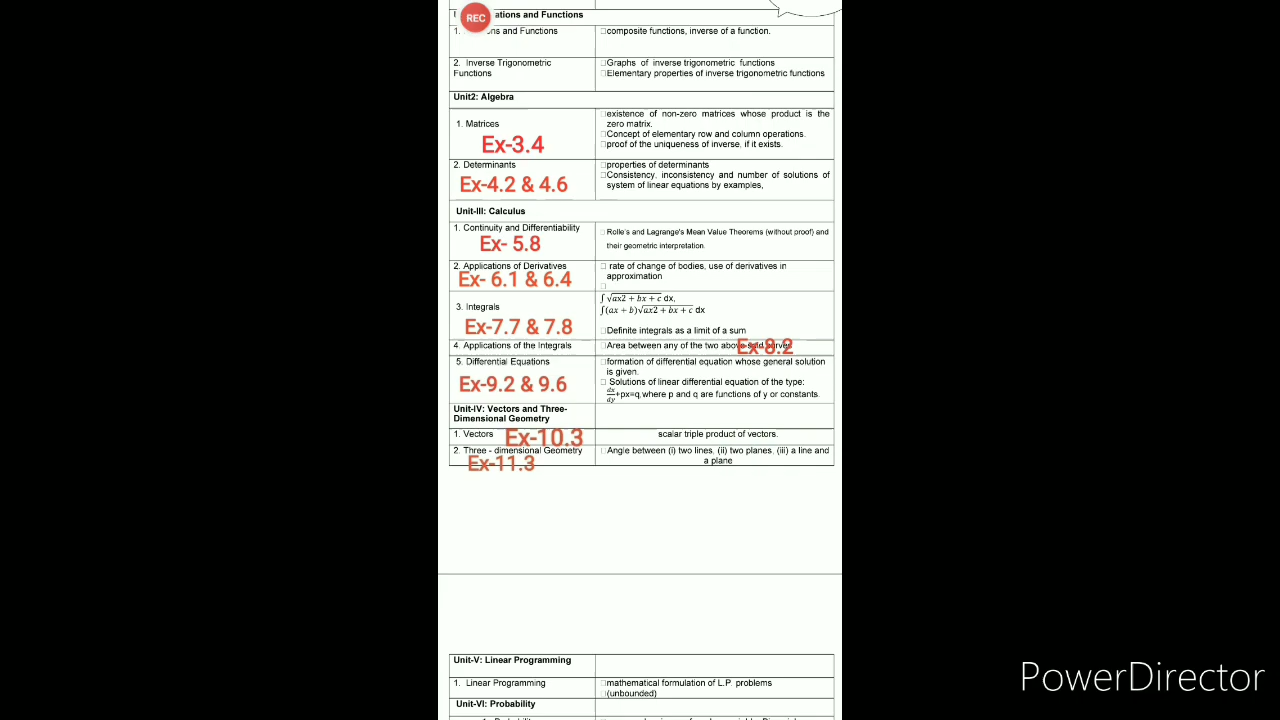 REC
ations and Functions
1.
ns and Functions
□composite functions, inverse of a function.
2. Inverse Trigonometric
Functions
□Graphs of inverse trigonometric functions
□Elementary properties of inverse trigonometric functions
Unit2: Algebra
1. Matrices
Ex-3.4
□existence of non-zero matrices whose product is the
zero matrix.
□Concept of elementary row and column operations.
□proof of the uniqueness of inverse, if it exists.
2. Determinants
Ex-4.2 & 4.6
□properties of determinants
□Consistency, inconsistency and number of solutions of
system of linear equations by examples,
Unit-III: Calculus
1. Continuity and Differentiability
Ex- 5.8
□ Rolle's and Lagrange's Mean Value Theorems (without proof) and
their geometric interpretation.
2. Applications of Derivatives
Ex- 6.1 & 6.4
□ rate of change of bodies, use of derivatives in
approximation
□
3. Integrals
Ex-7.7 & 7.8
∫ √ax2 + bx + c dx,
∫(ax + b)√ax2 + bx + c dx
□Definite integrals as a limit of a sum
4. Applications of the Integrals
□Area between any of the two above said curves
Ex-8.2
5. Differential Equations
Ex-9.2 & 9.6
□formation of differential equation whose general solution
is given.
□ Solutions of linear differential equation of the type:
dx/dy+px=q,where p and q are functions of y or constants.
Unit-IV: Vectors and Three-
Dimensional Geometry
1. Vectors
Ex-10.3
scalar triple product of vectors.
2. Three - dimensional Geometry
Ex-11.3
□Angle between (i) two lines, (ii) two planes, (iii) a line and
a plane
Unit-V: Linear Programming
1. Linear Programming
□mathematical formulation of L.P. problems
□(unbounded)
Unit-VI: Probability
PowerDirector